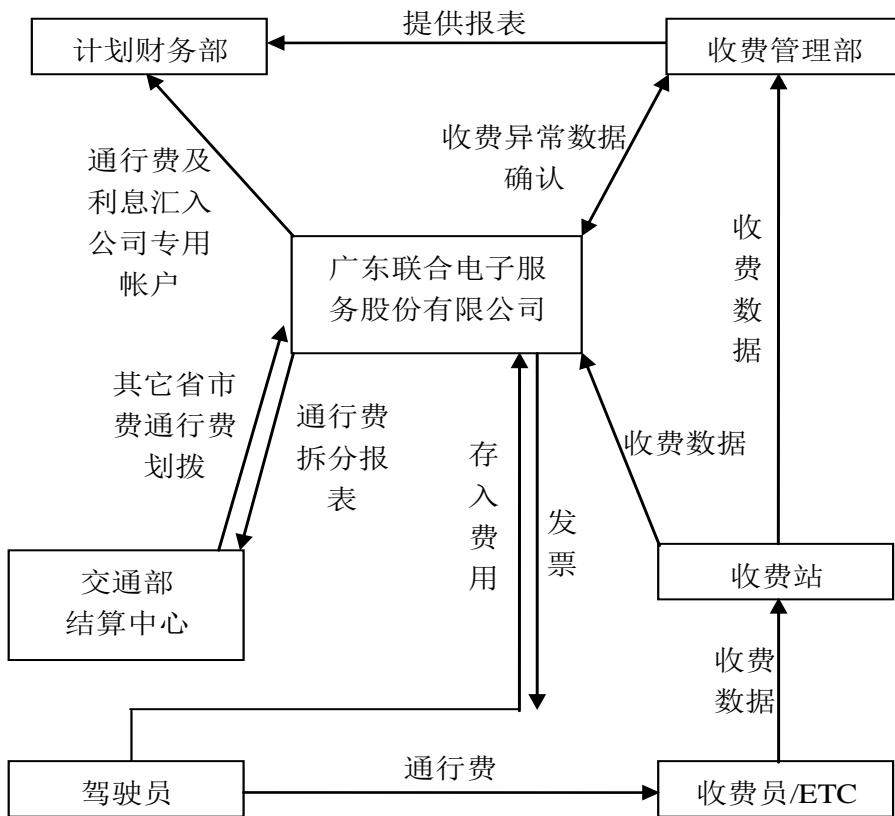 提供报表
计划财务部
收费管理部
收费异常数据
确认
通行费及
利息汇入
公司专用
帐户
收
费
数
据
广东联合电子服
务股份有限公司
其它省市
费通行费
划拨
通行费
拆分报
表
存
入
费
用
发
票
收费数据
交通部
结算中心
收费站
收费
数据
驾驶员
通行费
收费员/ETC